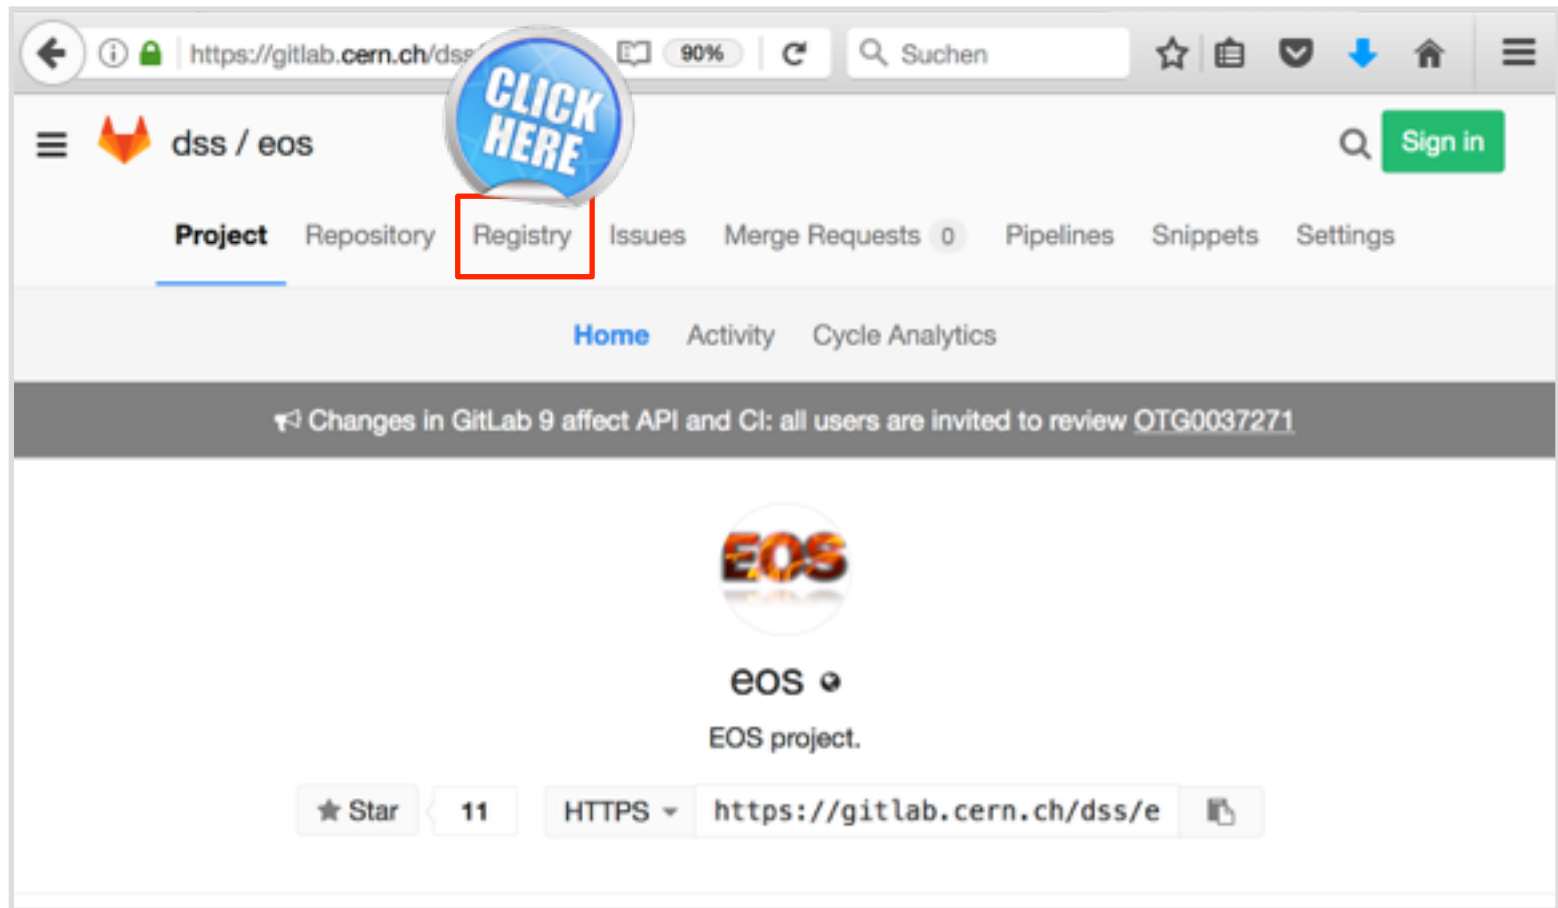 https://gitlab.cern.ch/dss
90%
Suchen
CLICK
HERE
dss / eos
Sign in
Project Repository Registry Issues Merge Requests 0 Pipelines Snippets Settings
Home Activity Cycle Analytics
Changes in GitLab 9 affect API and CI: all users are invited to review OTG0037271
EOS
eos
EOS project.
Star 11 HTTPS https://gitlab.cern.ch/dss/e